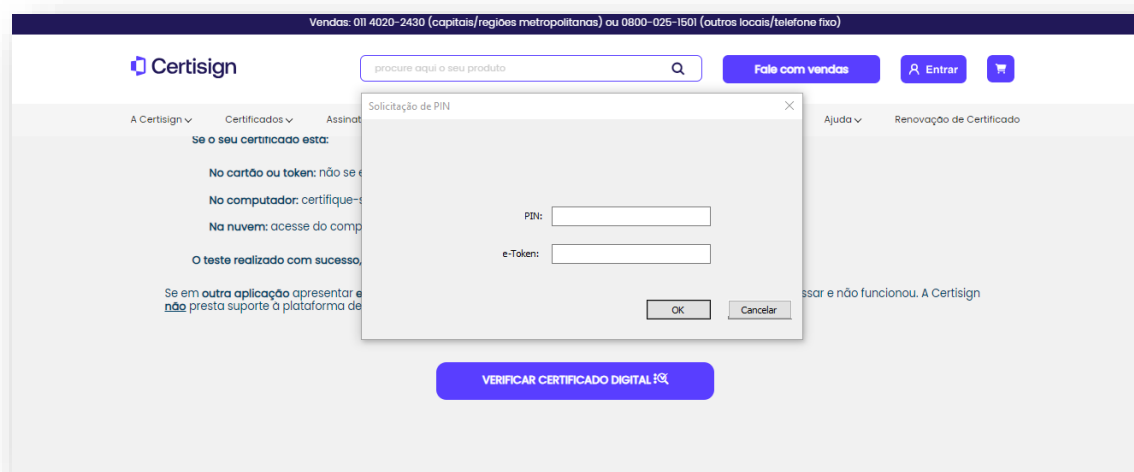 Vendas: 011 4020-2430 (capitais/regiões metropolitanas) ou 0800-025-1501 (outros locais/telefone fixo)
Certisign
procure aqui o seu produto
Fale com vendas
Entrar
A Certisign
Certificados
Assinat
Ajuda
Renovação de Certificado
Se o seu certificado está:
No cartão ou token: não se e
No computador: certifique-s
Na nuvem: acesse do comp
O teste realizado com sucesso,
Se em outra aplicação apresentar e
ssar e não funcionou. A Certisign
não presta suporte à plataforma de
Solicitação de PIN
PIN:
e-Token:
OK
Cancelar
VERIFICAR CERTIFICADO DIGITAL